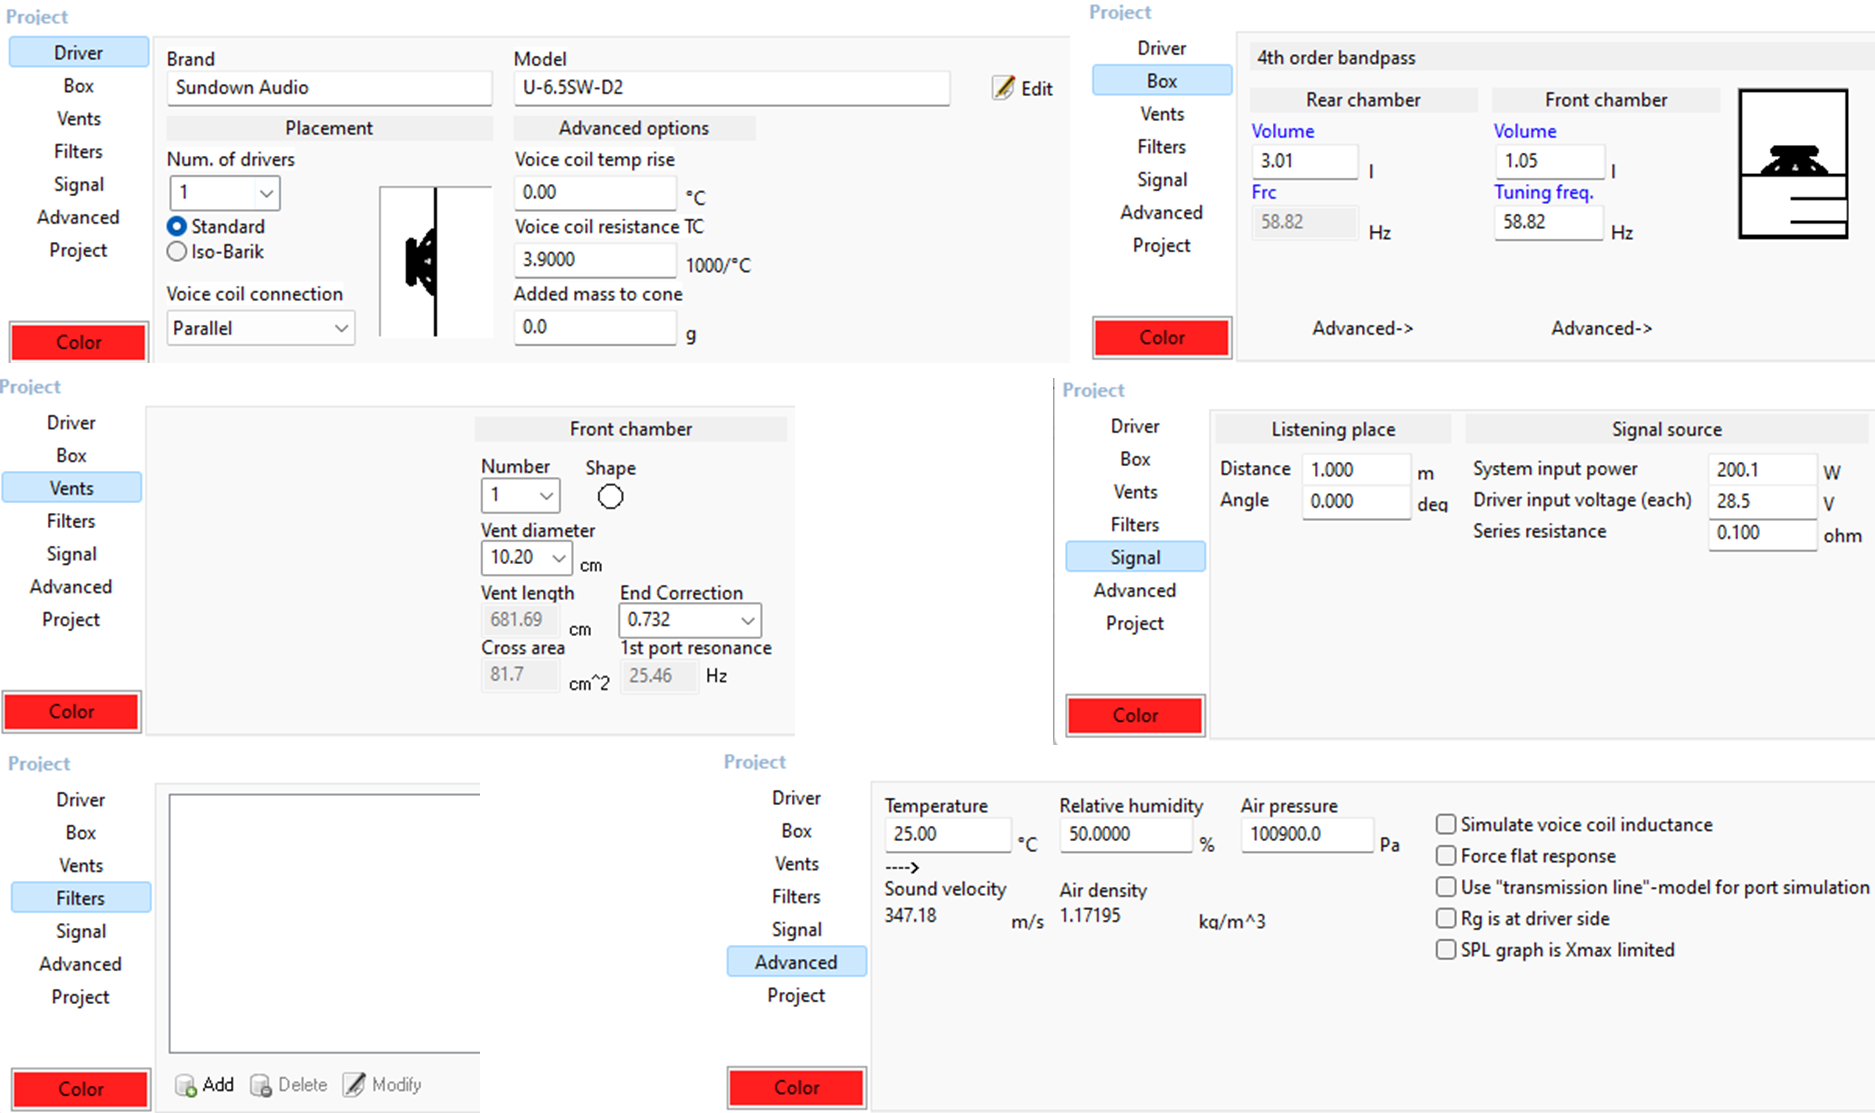 Project
Driver
Box
Vents
Filters
Signal
Advanced
Project
Color
Brand
Sundown Audio
Model
U-6.5SW-D2
Edit
Placement
Num. of drivers
1
Standard
Iso-Barik
Voice coil connection
Parallel
Advanced options
Voice coil temp rise
0.00 °C
Voice coil resistance TC
3.9000 1000/°C
Added mass to cone
0.0 g
Project
Driver
Box
Vents
Filters
Signal
Advanced
Project
Color
4th order bandpass
Rear chamber
Volume
3.01 l
Frc
58.82 Hz
Advanced->
Front chamber
Volume
1.05 l
Tuning freq.
58.82 Hz
Advanced->
Project
Driver
Box
Vents
Filters
Signal
Advanced
Project
Color
Front chamber
Number Shape
1
Vent diameter
10.20 cm
Vent length End Correction
681.69 cm 0.732
Cross area 1st port resonance
81.7 cm^2 25.46 Hz
Project
Driver
Box
Vents
Filters
Signal
Advanced
Project
Color
Listening place
Distance 1.000 m
Angle 0.000 deg
Signal source
System input power 200.1 W
Driver input voltage (each) 28.5 V
Series resistance 0.100 ohm
Project
Driver
Box
Vents
Filters
Signal
Advanced
Project
Color
Add Delete Modify
Project
Driver
Box
Vents
Filters
Signal
Advanced
Project
Color
Temperature Relative humidity Air pressure
25.00 °C 50.0000 % 100900.0 Pa
---->
Sound velocity Air density
347.18 m/s 1.17195 kg/m^3
Simulate voice coil inductance
Force flat response
Use "transmission line"-model for port simulation
Rg is at driver side
SPL graph is Xmax limited